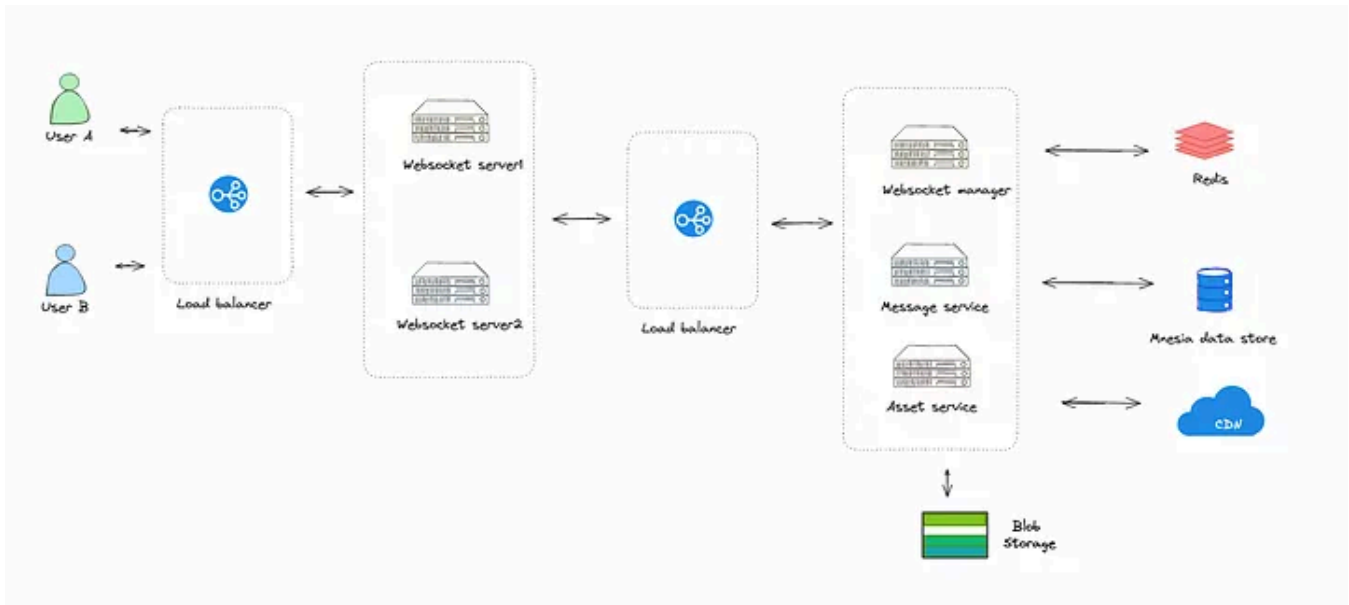 User A
User B
Load balancer
Websocket server1
Websocket server2
Load balancer
Websocket manager
Message service
Asset service
Redis
Mnesia data store
CDN
Blob
Storage